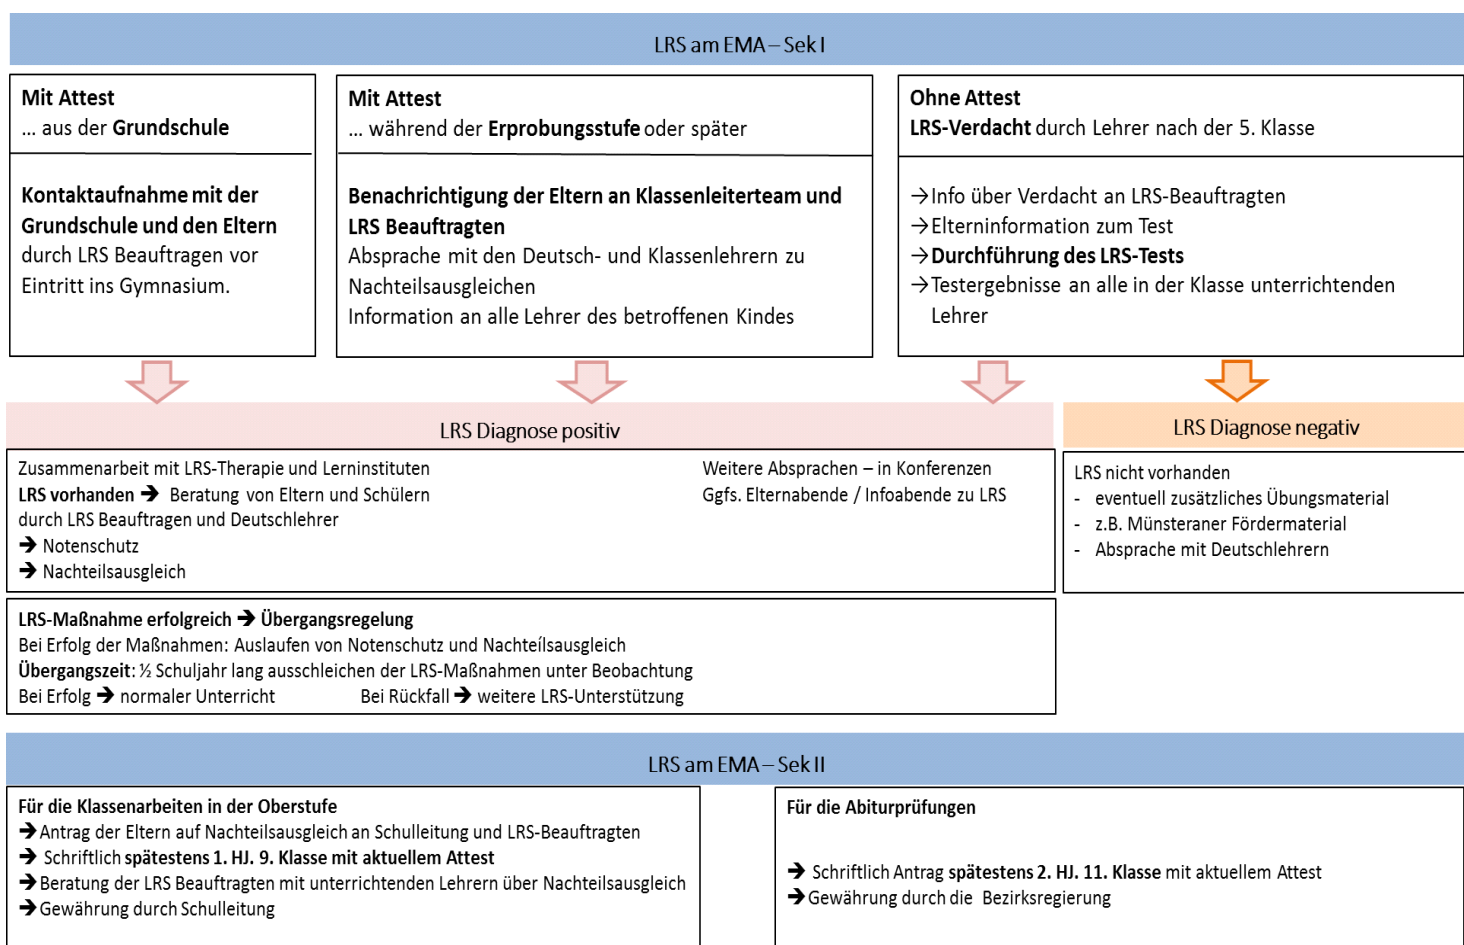 LRS am EMA – Sek I
Mit Attest
... aus der Grundschule
Kontaktaufnahme mit der
Grundschule und den Eltern
durch LRS Beauftragen vor
Eintritt ins Gymnasium.
Mit Attest
... während der Erprobungsstufe oder später
Benachrichtigung der Eltern an Klassenleiterteam und
LRS Beauftragten
Absprache mit den Deutsch- und Klassenlehrern zu
Nachteilsausgleichen
Information an alle Lehrer des betroffenen Kindes
Ohne Attest
LRS-Verdacht durch Lehrer nach der 5. Klasse
→Info über Verdacht an LRS-Beauftragten
→Elterninformation zum Test
→Durchführung des LRS-Tests
→Testergebnisse an alle in der Klasse unterrichtenden
Lehrer
LRS Diagnose positiv
Zusammenarbeit mit LRS-Therapie und Lerninstituten
LRS vorhanden ➔ Beratung von Eltern und Schülern
durch LRS Beauftragen und Deutschlehrer
➔ Notenschutz
➔ Nachteilsausgleich
Weitere Absprachen – in Konferenzen
Ggfs. Elternabende / Infoabende zu LRS
LRS Diagnose negativ
LRS nicht vorhanden
- eventuell zusätzliches Übungsmaterial
- z.B. Münsteraner Fördermaterial
- Absprache mit Deutschlehrern
LRS-Maßnahme erfolgreich ➔ Übergangsregelung
Bei Erfolg der Maßnahmen: Auslaufen von Notenschutz und Nachteilsausgleich
Übergangszeit: ½ Schuljahr lang ausschleichen der LRS-Maßnahmen unter Beobachtung
Bei Erfolg ➔ normaler Unterricht Bei Rückfall ➔ weitere LRS-Unterstützung
LRS am EMA – Sek II
Für die Klassenarbeiten in der Oberstufe
➔ Antrag der Eltern auf Nachteilsausgleich an Schulleitung und LRS-Beauftragten
➔ Schriftlich spätestens 1. HJ. 9. Klasse mit aktuellem Attest
➔ Beratung der LRS Beauftragten mit unterrichtenden Lehrern über Nachteilsausgleich
➔ Gewährung durch Schulleitung
Für die Abiturprüfungen
➔ Schriftlich Antrag spätestens 2. HJ. 11. Klasse mit aktuellem Attest
➔ Gewährung durch die Bezirksregierung